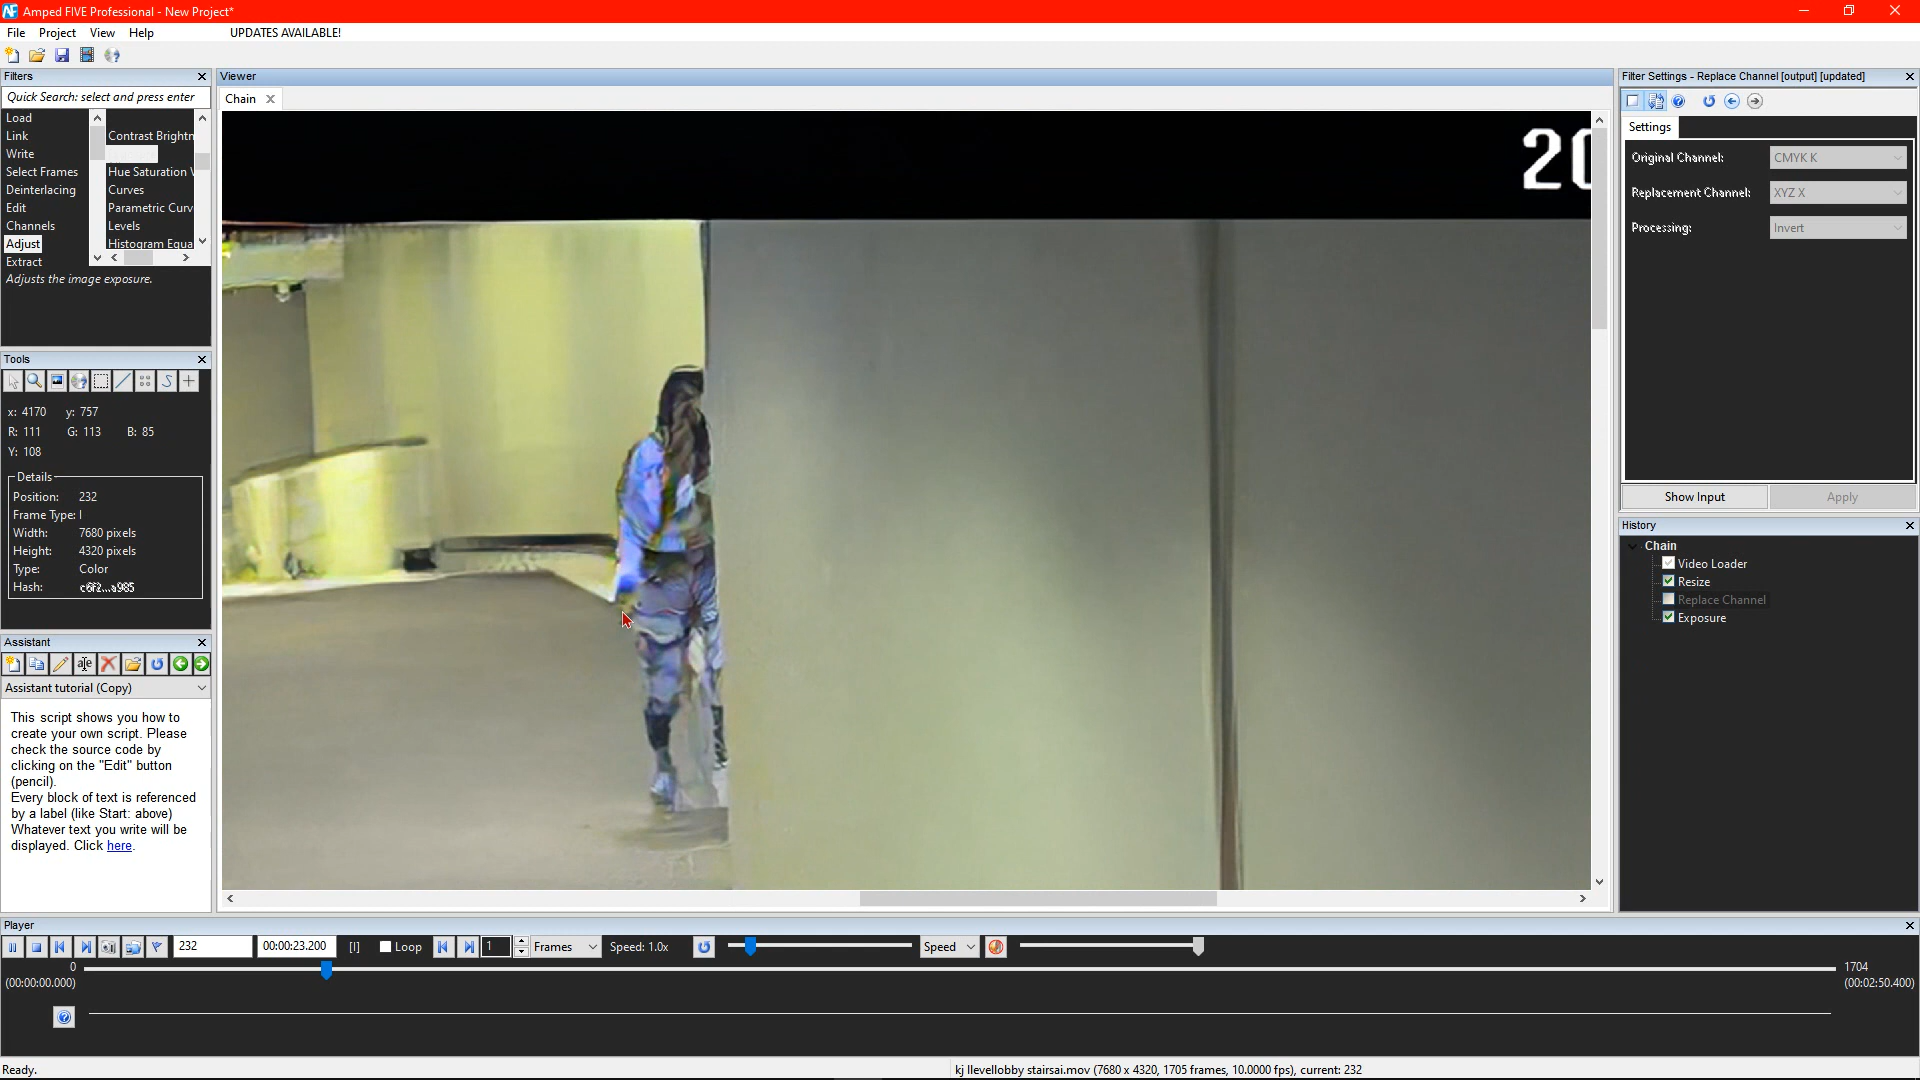 Amped FIVE Professional - New Project*
File Project View Help UPDATES AVAILABLE!
Filters
Quick Search: select and press enter
Load
Link
Write
Select Frames
Deinterlacing
Edit
Channels
Adjust
Extract
Contrast Brightn
Hue Saturation V
Curves
Parametric Curv
Levels
Histogram Equa
Adjusts the image exposure.
Tools
x: 4170 y: 757
R: 111 G: 113 B: 85
Y: 108
Details
Position: 232
Frame Type: I
Width: 7680 pixels
Height: 4320 pixels
Type: Color
Hash: c6f2...a985
Assistant
Assistant tutorial (Copy)
This script shows you how to
create your own script. Please
check the source code by
clicking on the "Edit" button
(pencil).
Every block of text is referenced
by a label (like Start: above)
Whatever text you write will be
displayed. Click here.
Viewer
Chain
20
Filter Settings - Replace Channel [output] [updated]
Settings
Original Channel: CMYK K
Replacement Channel: XYZ X
Processing: Invert
Show Input Apply
History
Chain
Video Loader
Resize
Replace Channel
Exposure
Player
232 00:00:23.200 [I] Loop 1 Frames Speed: 1.0x Speed
0 1704
(00:00:00.000) (00:02:50.400)
Ready. kj llevellobby stairsai.mov (7680 x 4320, 1705 frames, 10.0000 fps), current: 232